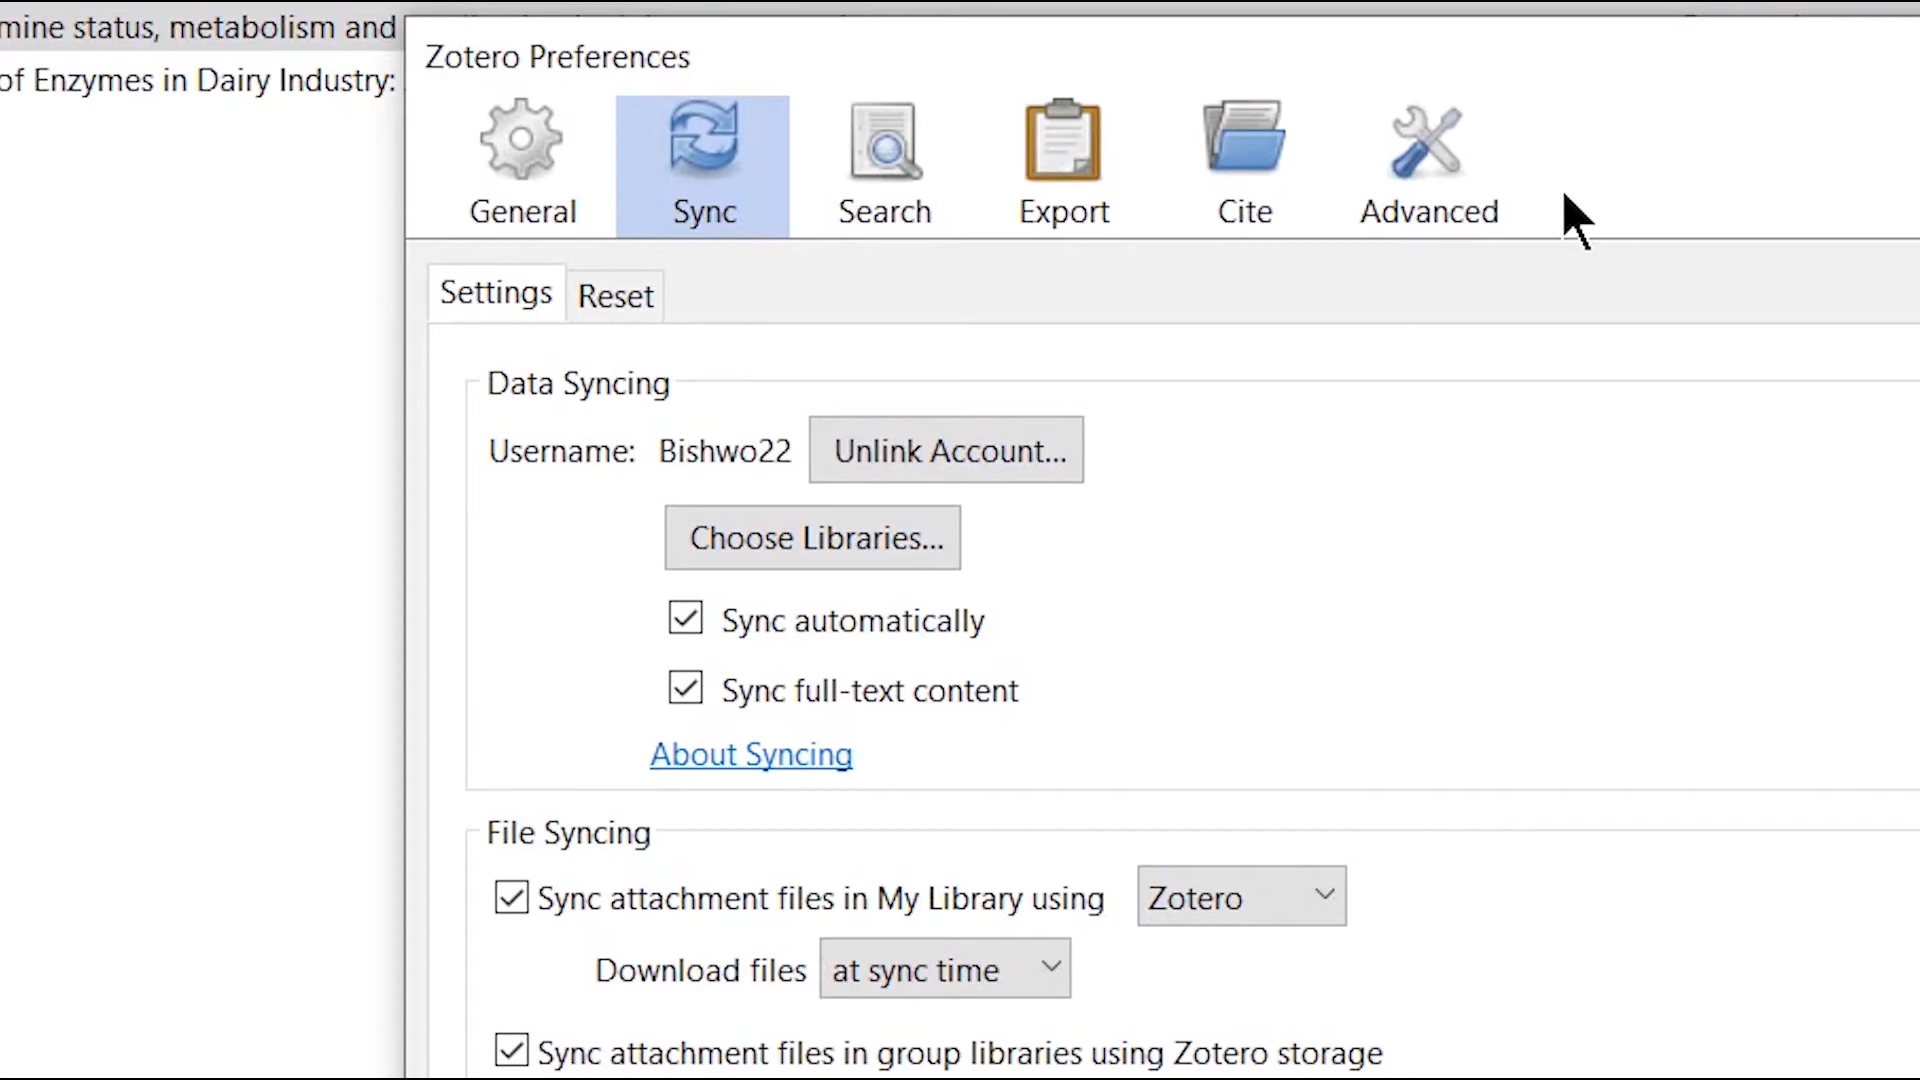 mine status, metabolism and
of Enzymes in Dairy Industry:
Zotero Preferences
General
Sync
Search
Export
Cite
Advanced
Settings
Reset
Data Syncing
Username: Bishwo22 Unlink Account...
Choose Libraries...
Sync automatically
Sync full-text content
About Syncing
File Syncing
Sync attachment files in My Library using Zotero
Download files at sync time
Sync attachment files in group libraries using Zotero storage